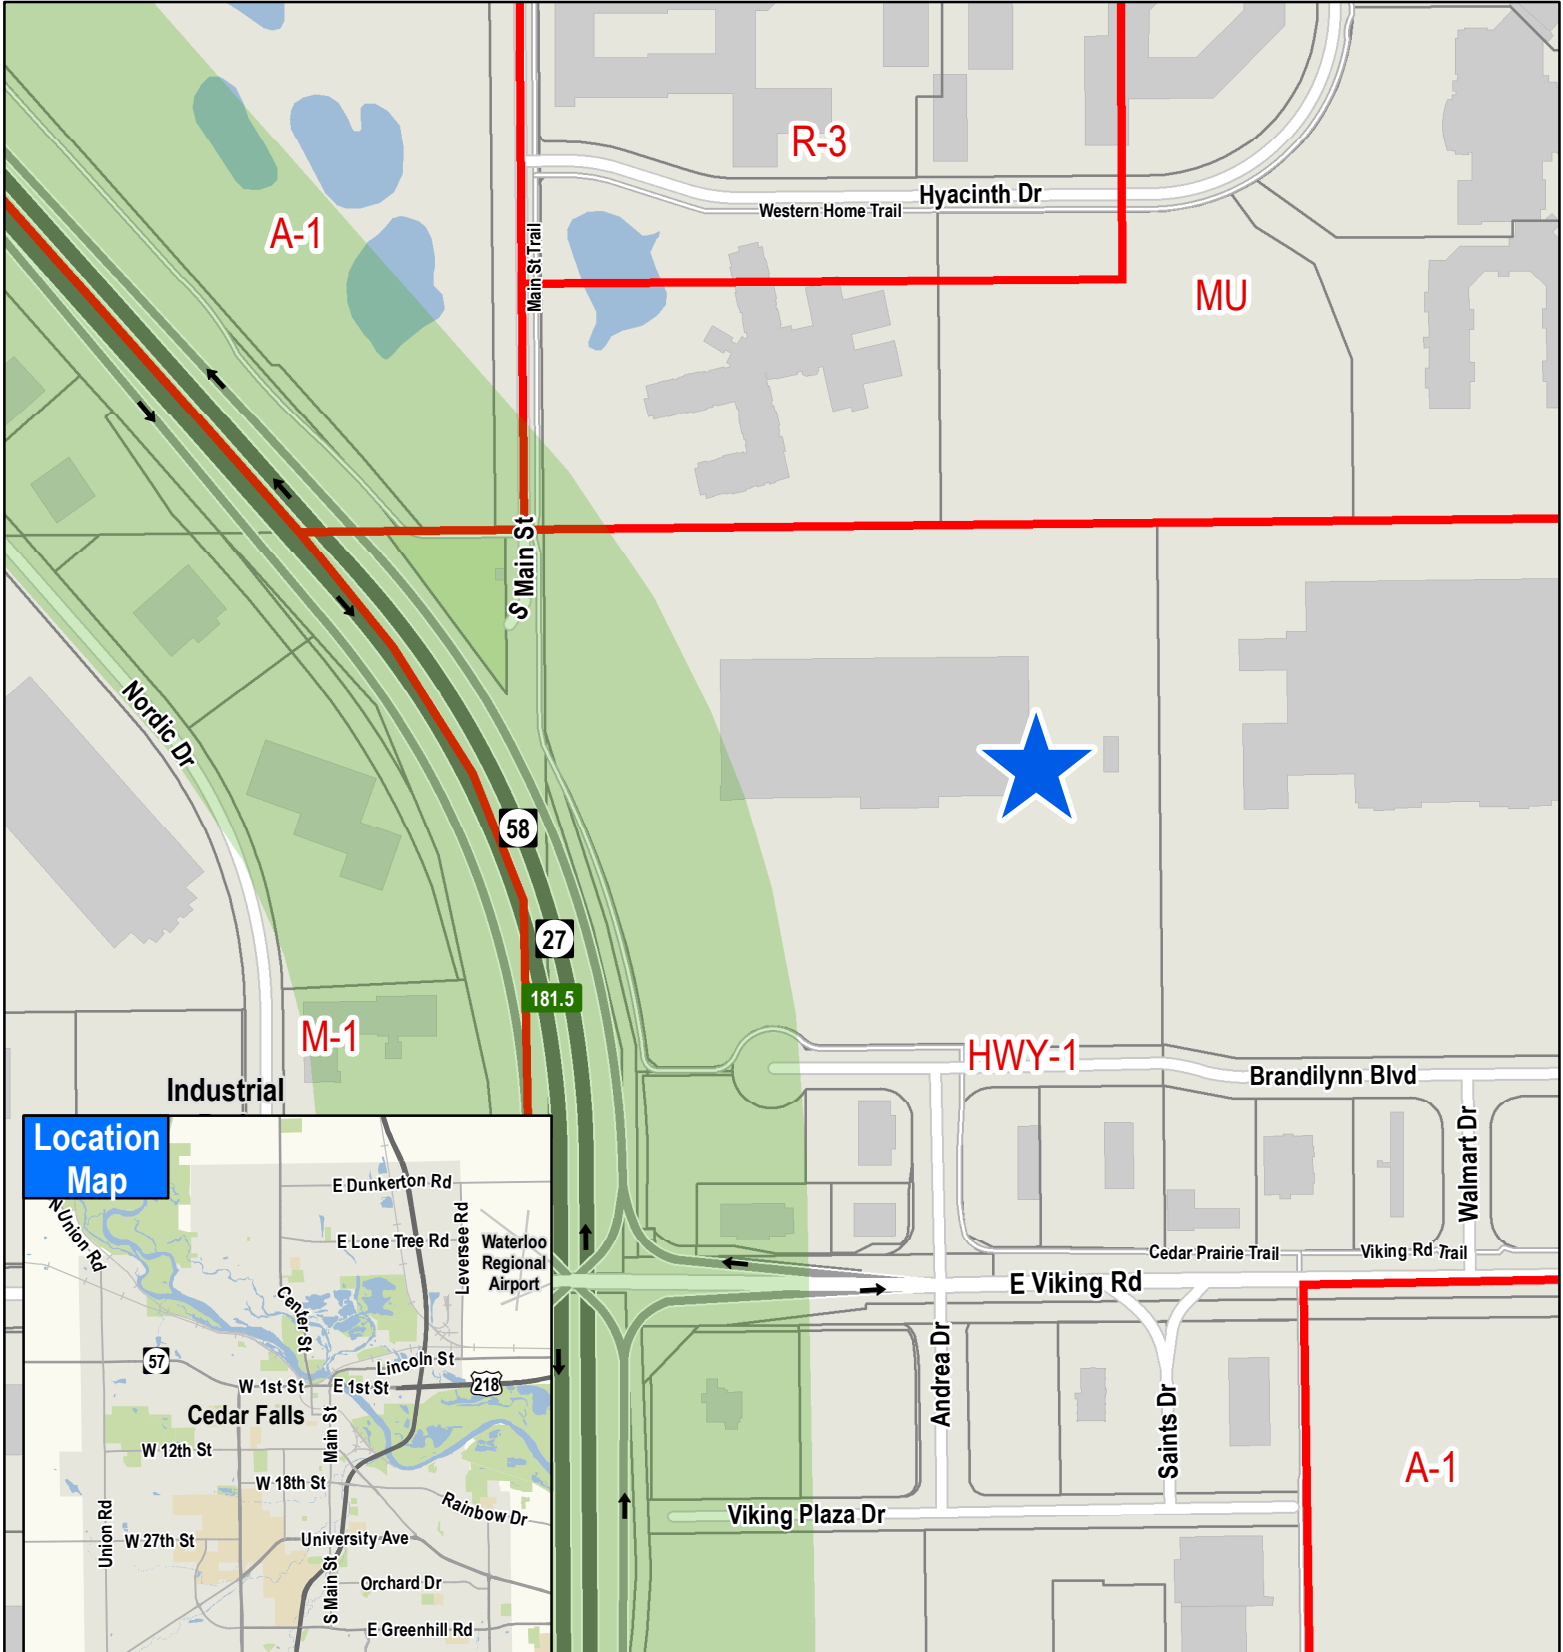 R-3
Hyacinth Dr
Western Home Trail
A-1
Main St Trail
MU
S Main St
Nordic Dr
58
27
181.5
M-1
HWY-1
Brandilynn Blvd
Industrial
Walmart Dr
Cedar Prairie Trail
Viking Rd Trail
E Viking Rd
Andrea Dr
Saints Dr
A-1
Viking Plaza Dr
Location
Map
E Dunkerton Rd
N Union Rd
E Lone Tree Rd
Leversee Rd
Waterloo
Regional
Airport
Center St
57
Lincoln St
W 1st St
E 1st St
218
Cedar Falls
Main St
W 12th St
W 18th St
Rainbow Dr
Union Rd
W 27th St
University Ave
S Main St
Orchard Dr
E Greenhill Rd